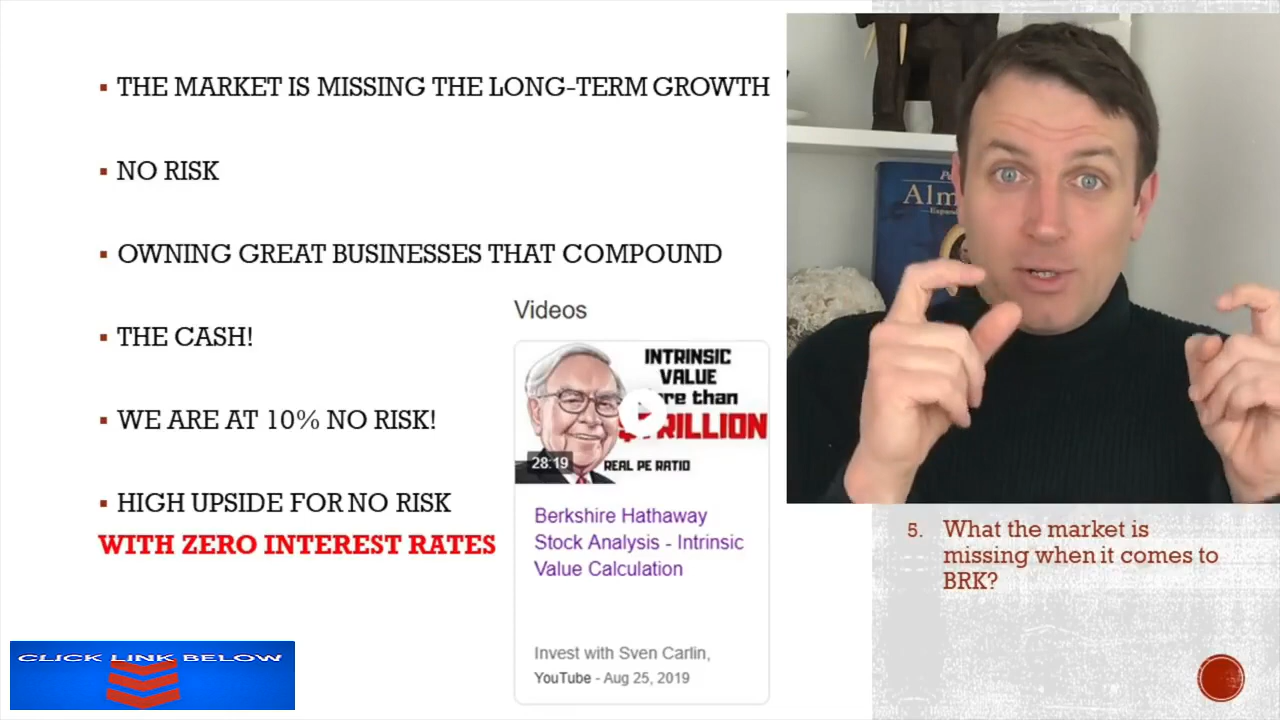 THE MARKET IS MISSING THE LONG-TERM GROWTH
NO RISK
OWNING GREAT BUSINESSES THAT COMPOUND
THE CASH!
WE ARE AT 10% NO RISK!
HIGH UPSIDE FOR NO RISK
WITH ZERO INTEREST RATES
Videos
INTRINSIC
VALUE
than
REAL PE RATIO
28:19
Berkshire Hathaway
Stock Analysis - Intrinsic
Value Calculation
Invest with Sven Carlin,
YouTube - Aug 25, 2019
CLICK LINK BELOW
Alm
5. What the market is
missing when it comes to
BRK?